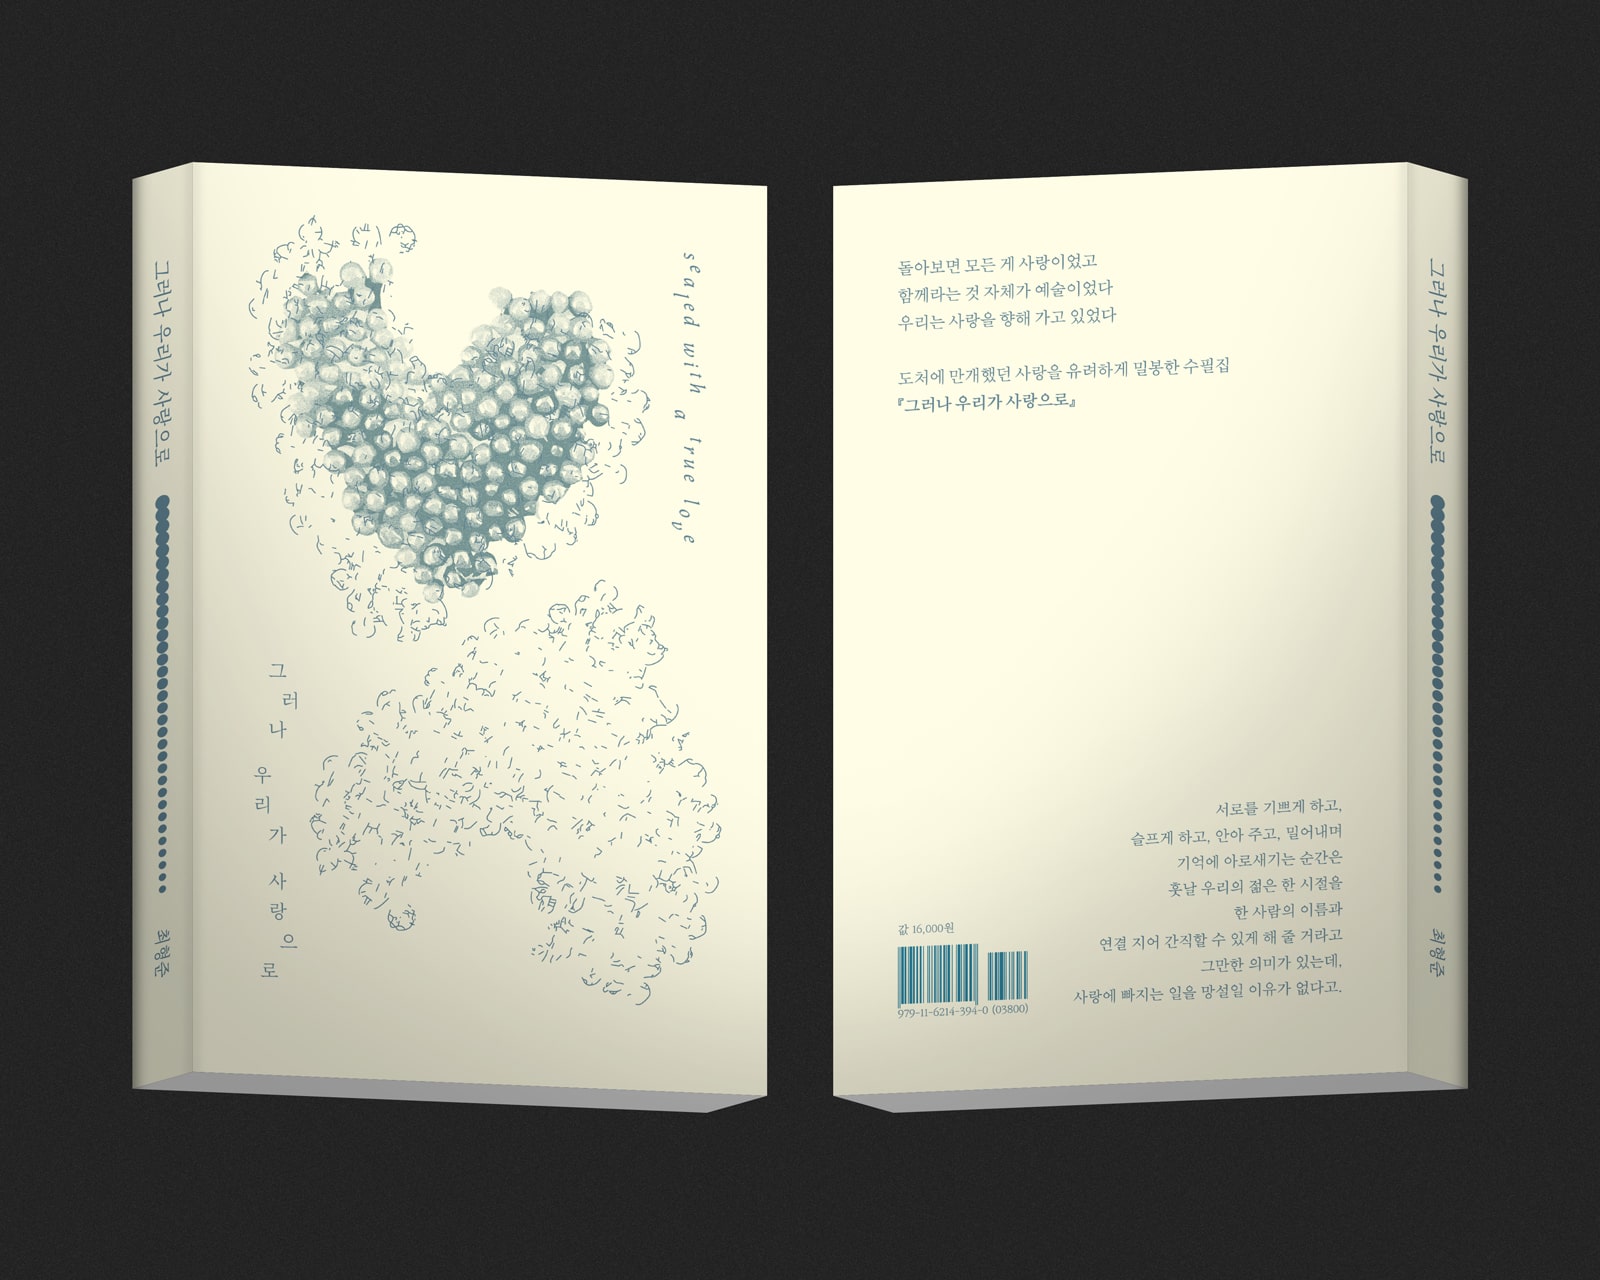 그러나 우리가 사랑으로
최형준
sealed with a true love
그러나 우리가 사랑으로
돌아보면 모든 게 사랑이었고
함께라는 것 자체가 예술이었다
우리는 사랑을 향해 가고 있었다
도처에 만개했던 사랑을 유려하게 밀봉한 수필집
『그러나 우리가 사랑으로』
서로를 기쁘게 하고,
슬프게 하고, 안아 주고, 밀어내며
기억에 아로새기는 순간은
훗날 우리의 젊은 한 시절을
한 사람의 이름과
연결 지어 간직할 수 있게 해 줄 거라고
그만한 의미가 있는데,
사랑에 빠지는 일을 망설일 이유가 없다고.
값 16,000원
979-11-6214-394-0 (03800)
그러나 우리가 사랑으로
최형준